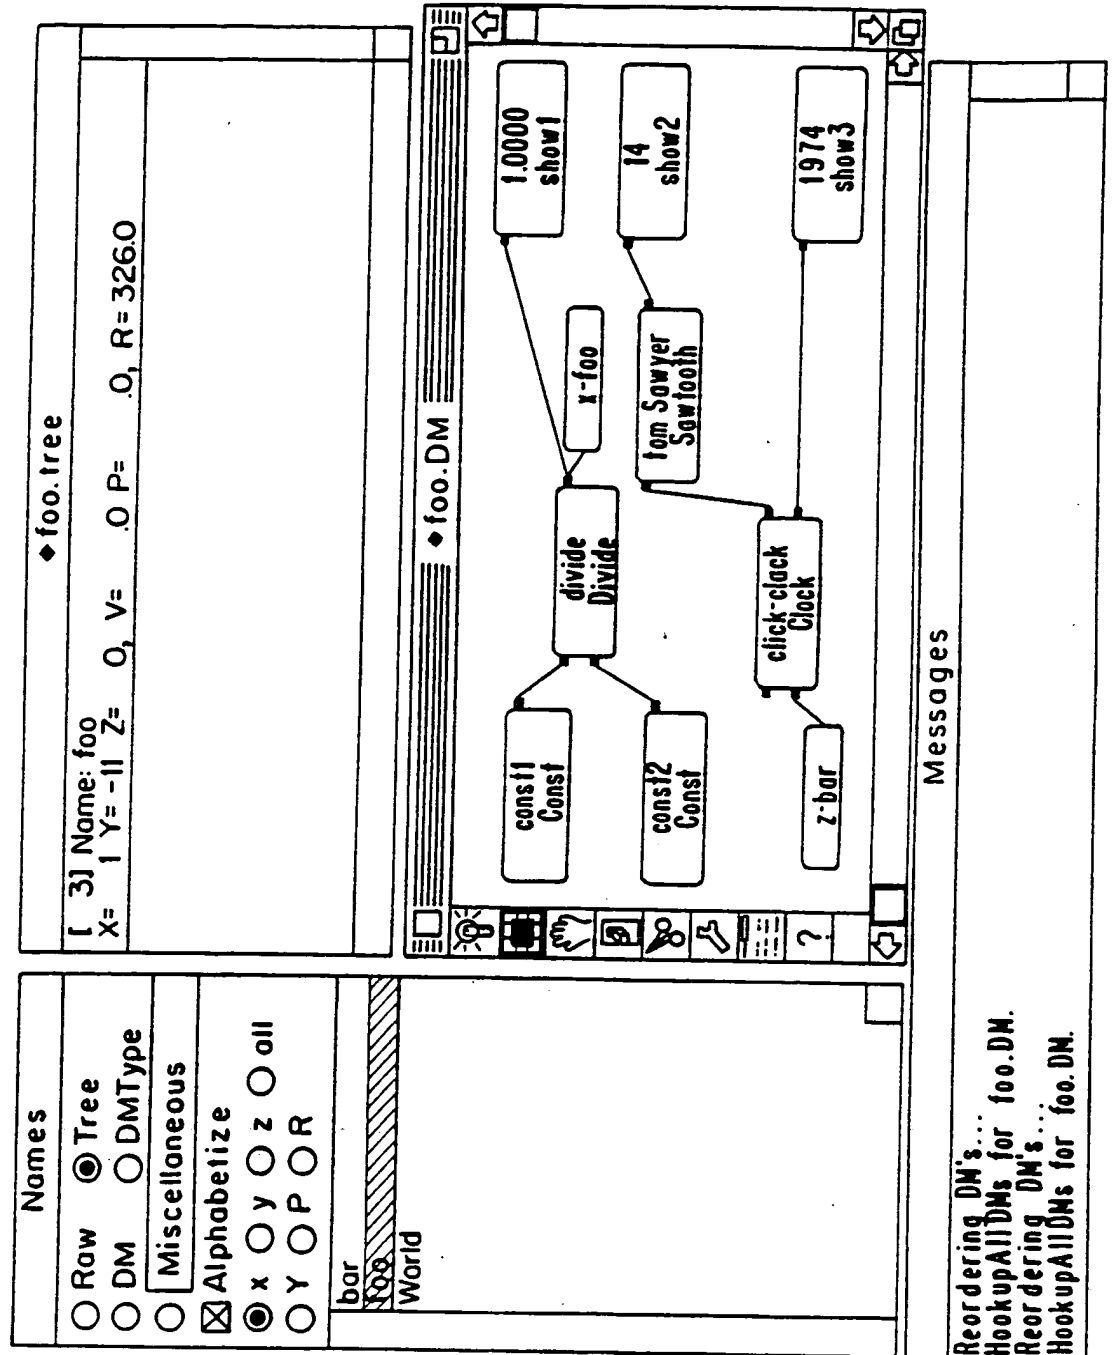 Names
Raw Tree
DM DMType
Miscellaneous
Alphabetize
x y z all
Y P R
bar
foo
World
◆foo.tree
[ 3] Name: foo
X= 1 Y= -11 Z= 0, V= .0 P= .0, R= 326.0
◆foo.DM
?
const1
Const
const2
Const
z-bar
divide
Divide
click-clack
Clock
x-foo
tom Sawyer
Sawtooth
1.0000
show1
14
show2
1974
show3
Messages
Reordering DM's...
HookupAllDMs for foo.DM.
Reordering DM's...
HookupAllDMs for foo.DM.